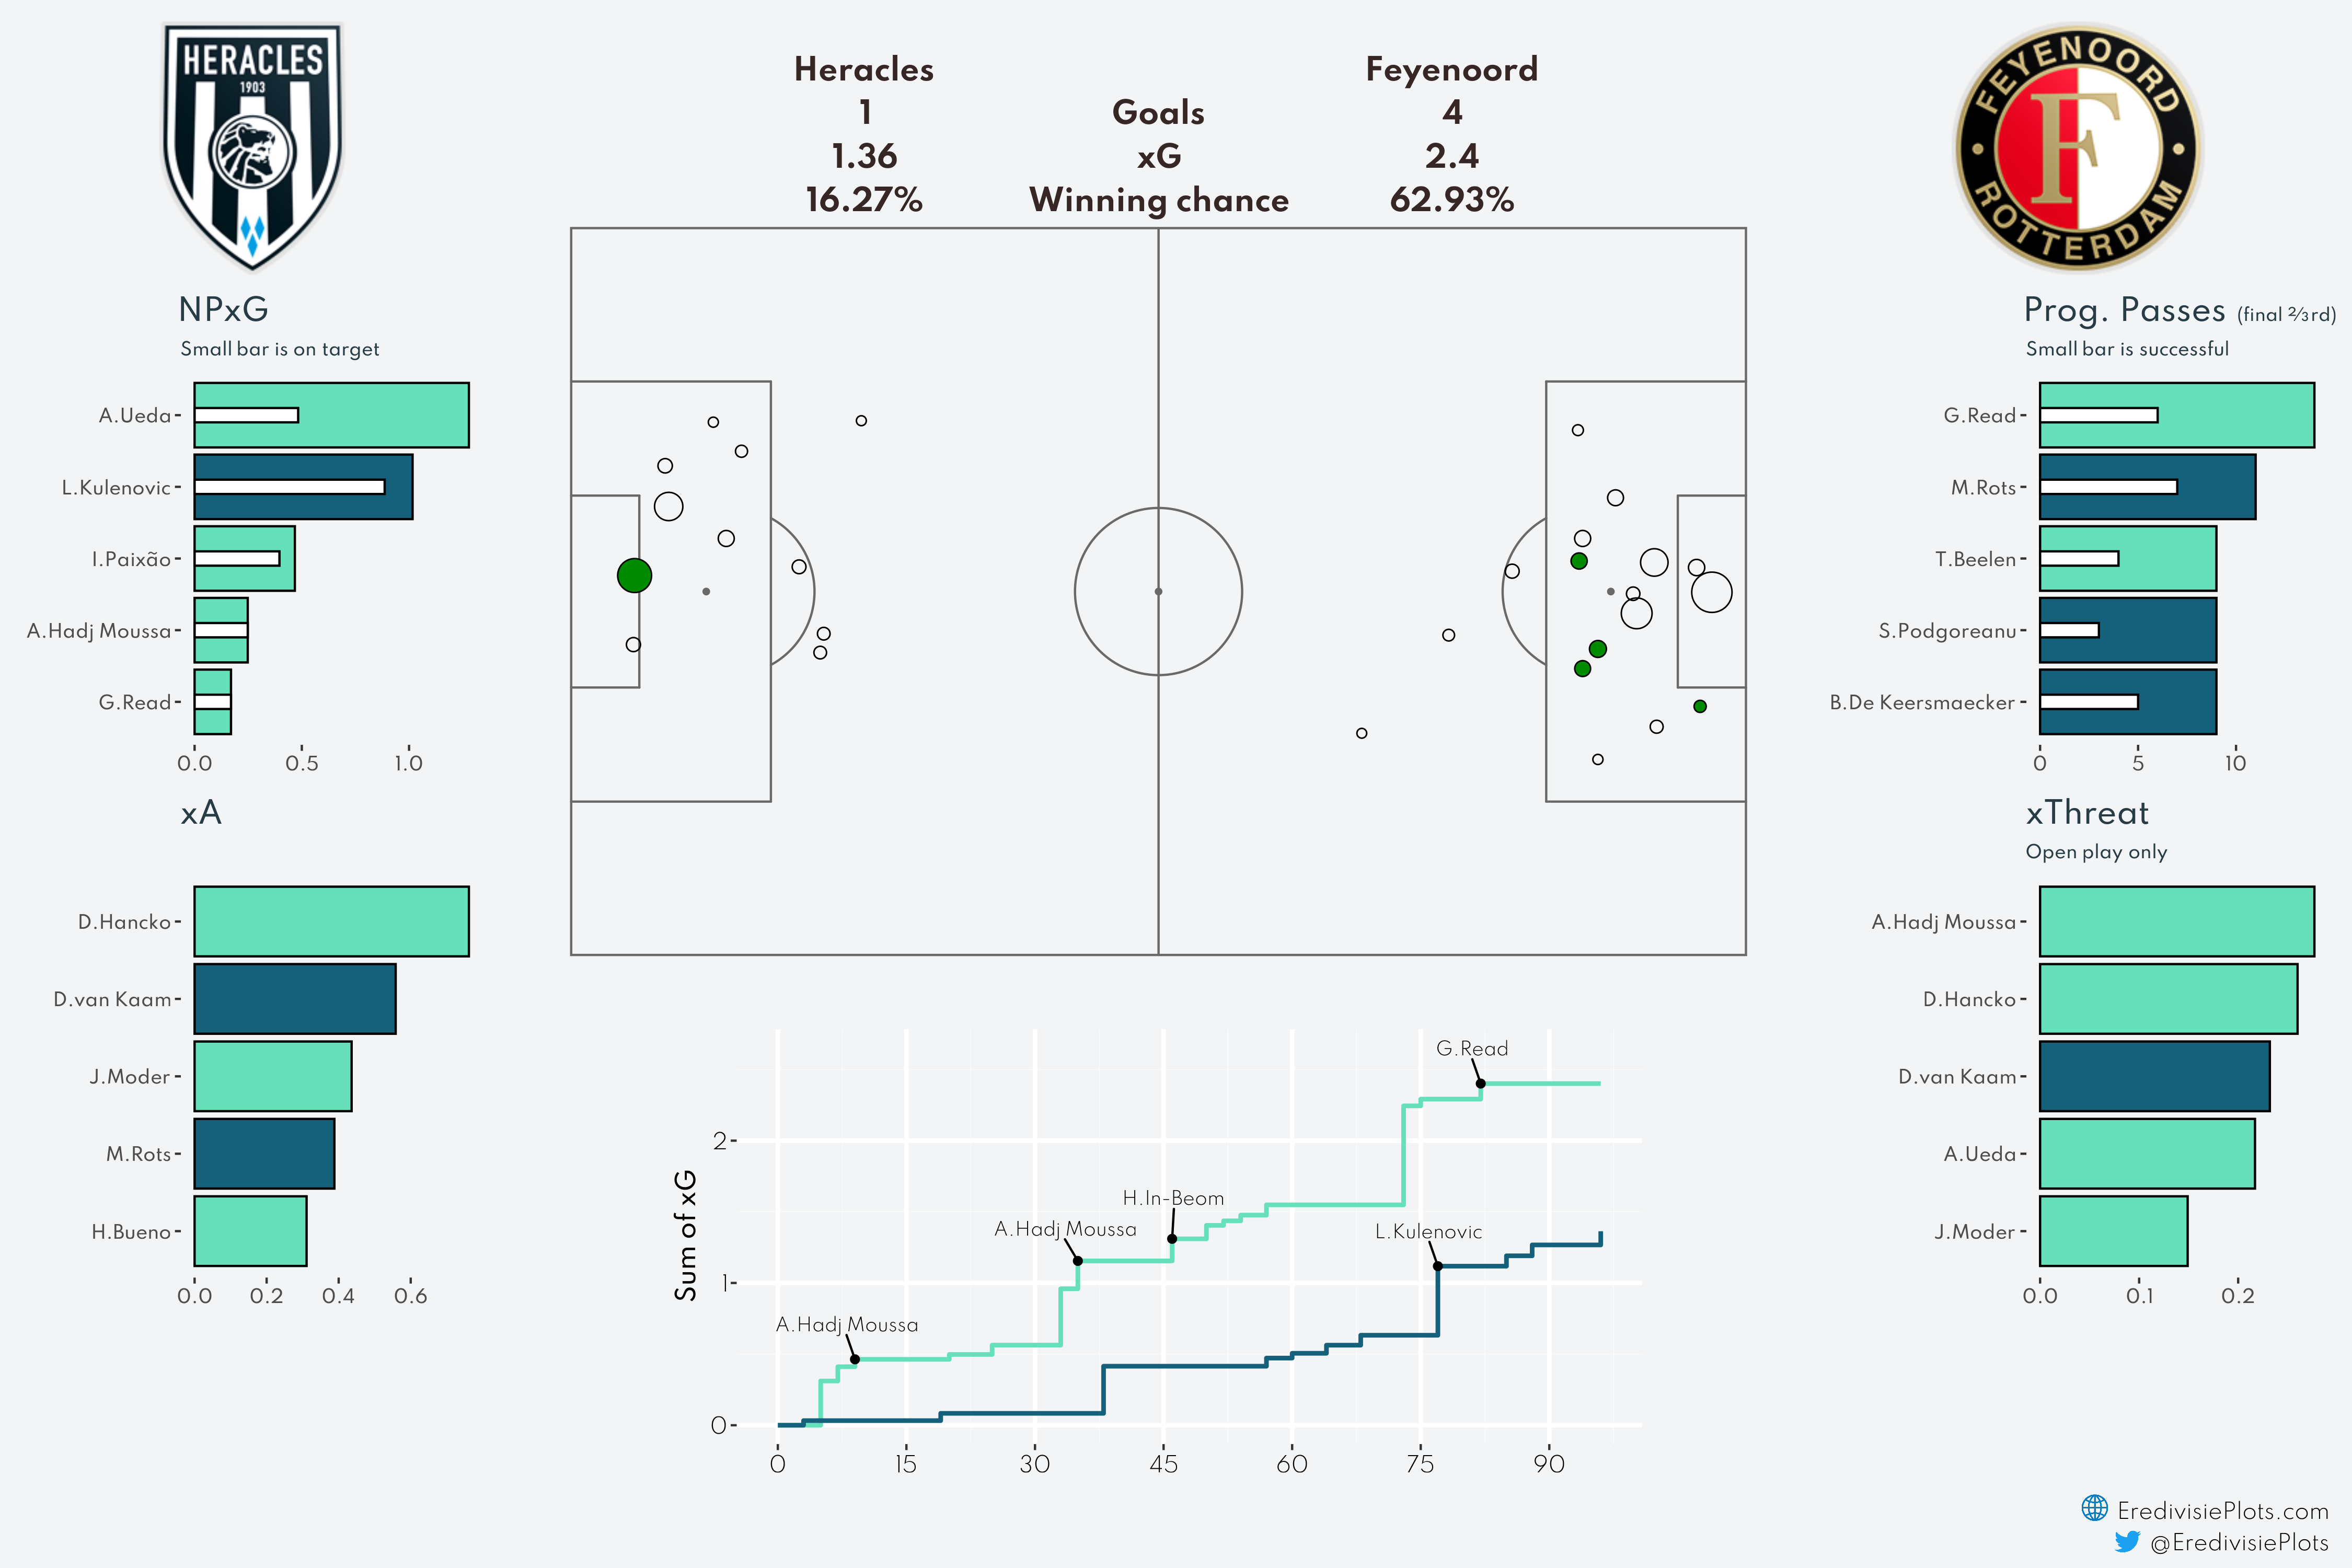 HERACLES
1903
Heracles Feyenoord
1 Goals 4
1.36 xG 2.4
16.27% Winning chance 62.93%
FEYENOORD
F
ROTTERDAM
NPxG
Small bar is on target
A.Ueda
L.Kulenovic
I.Paixão
A.Hadj Moussa
G.Read
0.0 0.5 1.0
Prog. Passes (final ⅔rd)
Small bar is successful
G.Read
M.Rots
T.Beelen
S.Podgoreanu
B.De Keersmaecker
0 5 10
xA
D.Hancko
D.van Kaam
J.Moder
M.Rots
H.Bueno
0.0 0.2 0.4 0.6
xThreat
Open play only
A.Hadj Moussa
D.Hancko
D.van Kaam
A.Ueda
J.Moder
0.0 0.1 0.2
Sum of xG
G.Read
2
H.In-Beom
A.Hadj Moussa
L.Kulenovic
1
A.Hadj Moussa
0
0 15 30 45 60 75 90
EredivisiePlots.com
@EredivisiePlots